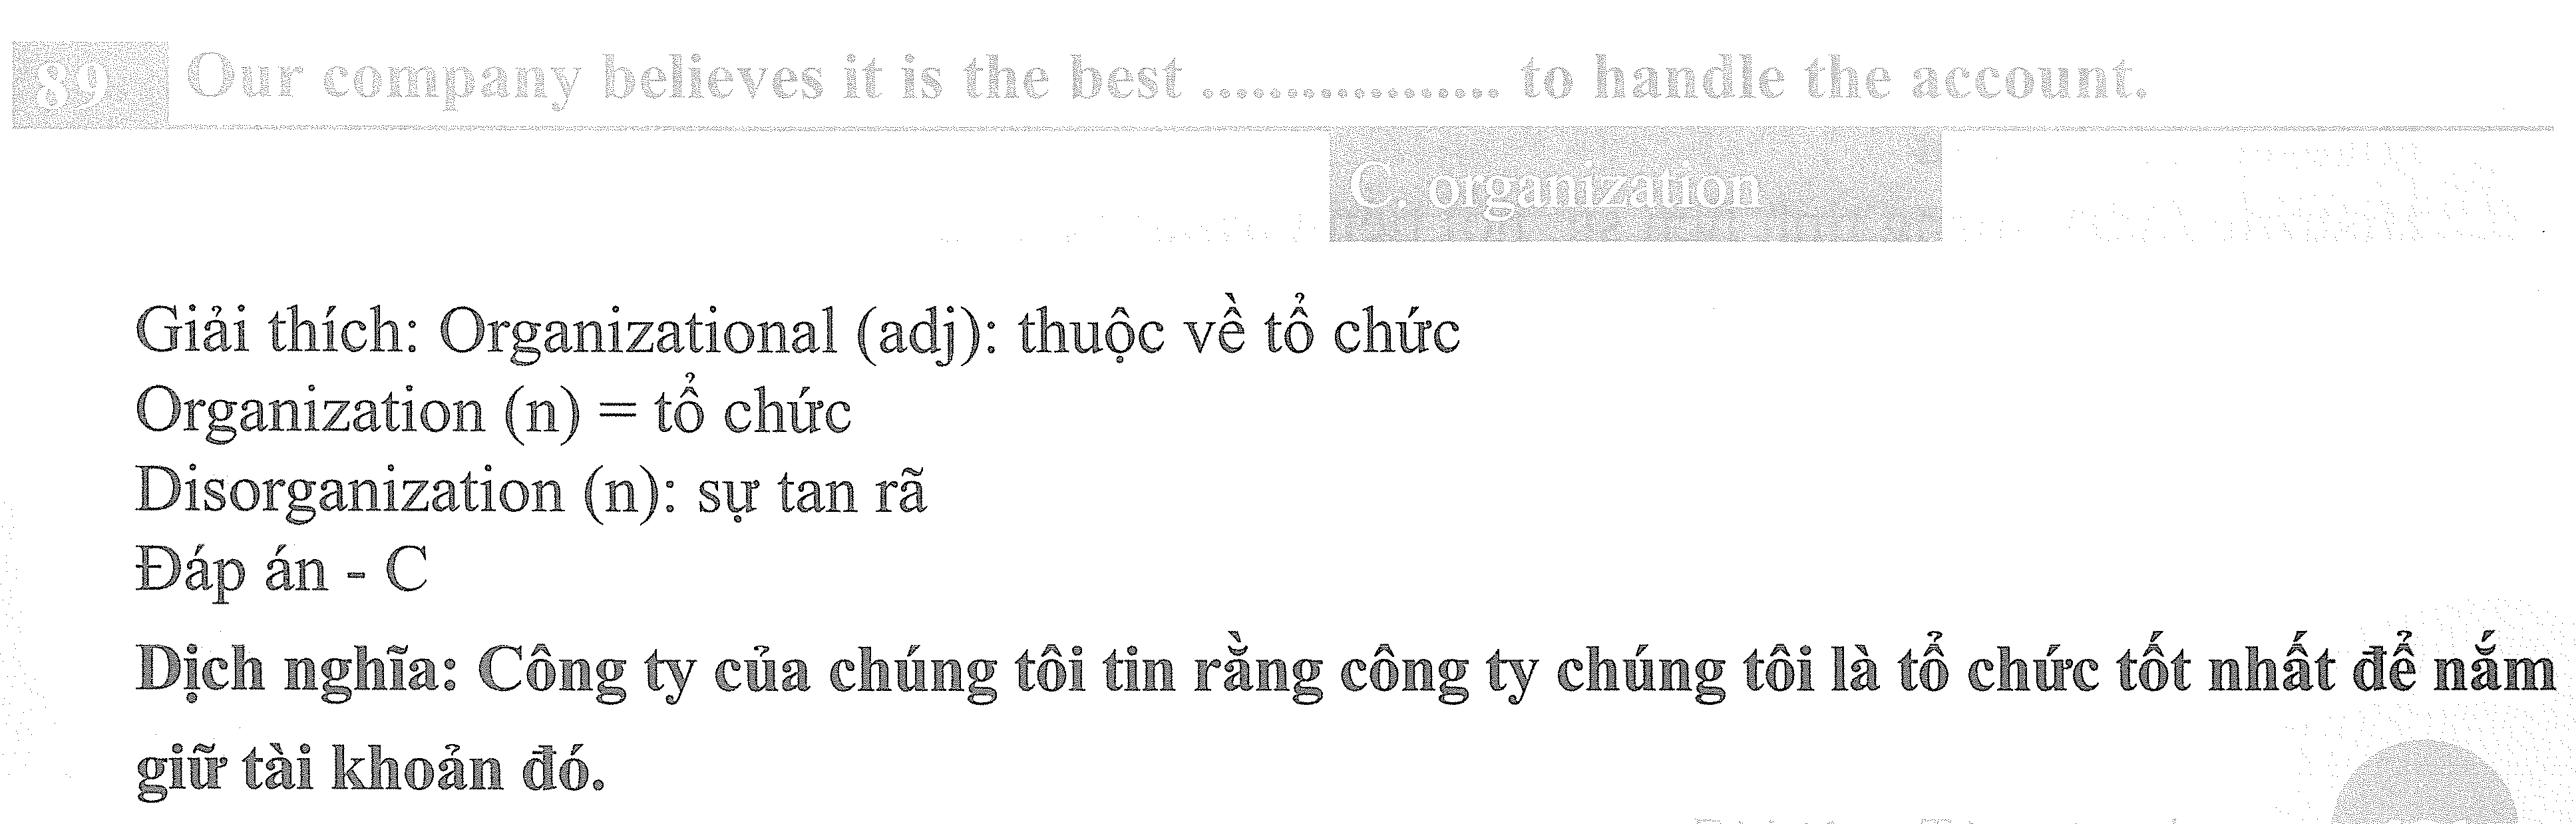 89 Our company believes it is the best .................. to handle the account.
C. organization
Giải thích: Organizational (adj): thuộc về tổ chức
Organization (n) = tổ chức
Disorganization (n): sự tan rã
Đáp án - C
Dịch nghĩa: Công ty của chúng tôi tin rằng công ty chúng tôi là tổ chức tốt nhất để nắm
giữ tài khoản đó.